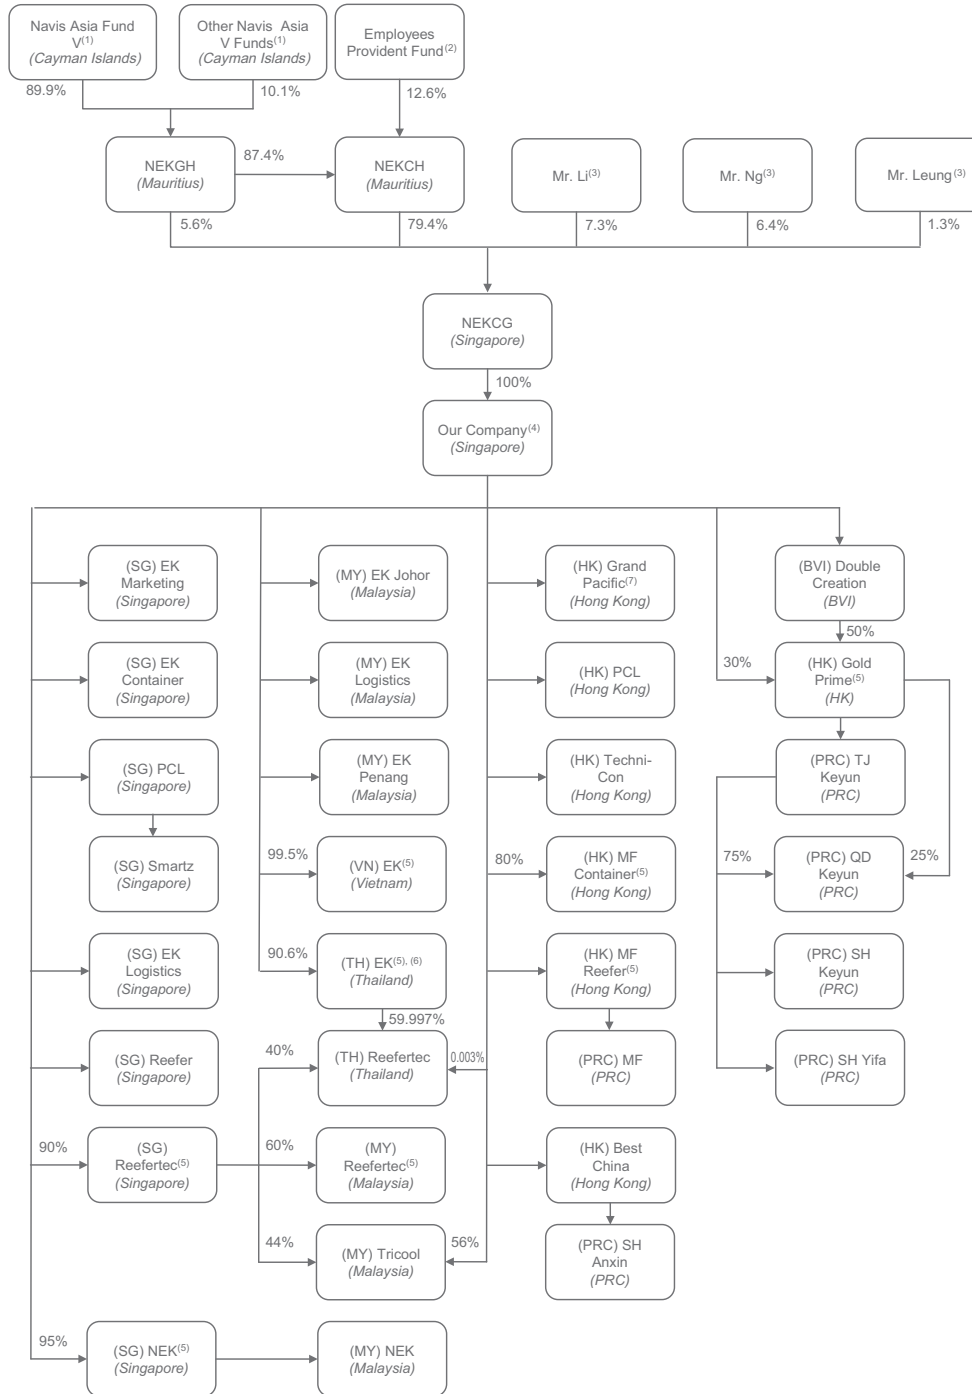 Navis Asia Fund
V(1)
(Cayman Islands)
Other Navis Asia
V Funds(1)
(Cayman Islands)
Employees
Provident Fund(2)
89.9%
10.1%
12.6%
NEKGH
(Mauritius)
87.4%
NEKCH
(Mauritius)
Mr. Li(3)
Mr. Ng(3)
Mr. Leung(3)
5.6%
79.4%
7.3%
6.4%
1.3%
NEKCG
(Singapore)
100%
Our Company(4)
(Singapore)
(SG) EK
Marketing
(Singapore)
(MY) EK Johor
(Malaysia)
(HK) Grand
Pacific(7)
(Hong Kong)
(BVI) Double
Creation
(BVI)
50%
(SG) EK
Container
(Singapore)
(MY) EK
Logistics
(Malaysia)
(HK) PCL
(Hong Kong)
30%
(HK) Gold
Prime(5)
(HK)
(SG) PCL
(Singapore)
(MY) EK
Penang
(Malaysia)
(HK) Techni-
Con
(Hong Kong)
(PRC) TJ
Keyun
(PRC)
(SG) Smartz
(Singapore)
99.5%
(VN) EK(5)
(Vietnam)
80%
(HK) MF
Container(5)
(Hong Kong)
75%
(PRC) QD
Keyun
(PRC)
25%
(SG) EK
Logistics
(Singapore)
90.6%
(TH) EK(5), (6)
(Thailand)
(HK) MF
Reefer(5)
(Hong Kong)
(PRC) SH
Keyun
(PRC)
59.997%
(SG) Reefer
(Singapore)
40%
(TH) Reefertec
(Thailand)
0.003%
(PRC) MF
(PRC)
(PRC) SH Yifa
(PRC)
90%
(SG)
Reefertec(5)
(Singapore)
60%
(MY)
Reefertec(5)
(Malaysia)
(HK) Best
China
(Hong Kong)
44%
(MY) Tricool
(Malaysia)
56%
(PRC) SH
Anxin
(PRC)
95%
(SG) NEK(5)
(Singapore)
(MY) NEK
(Malaysia)